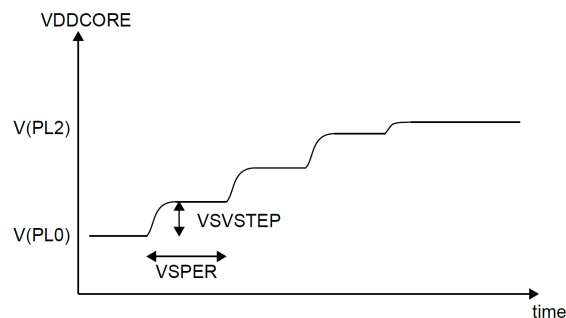 VDDCORE
V(PL2)
VSVSTEP
V(PL0)
VSPER
time